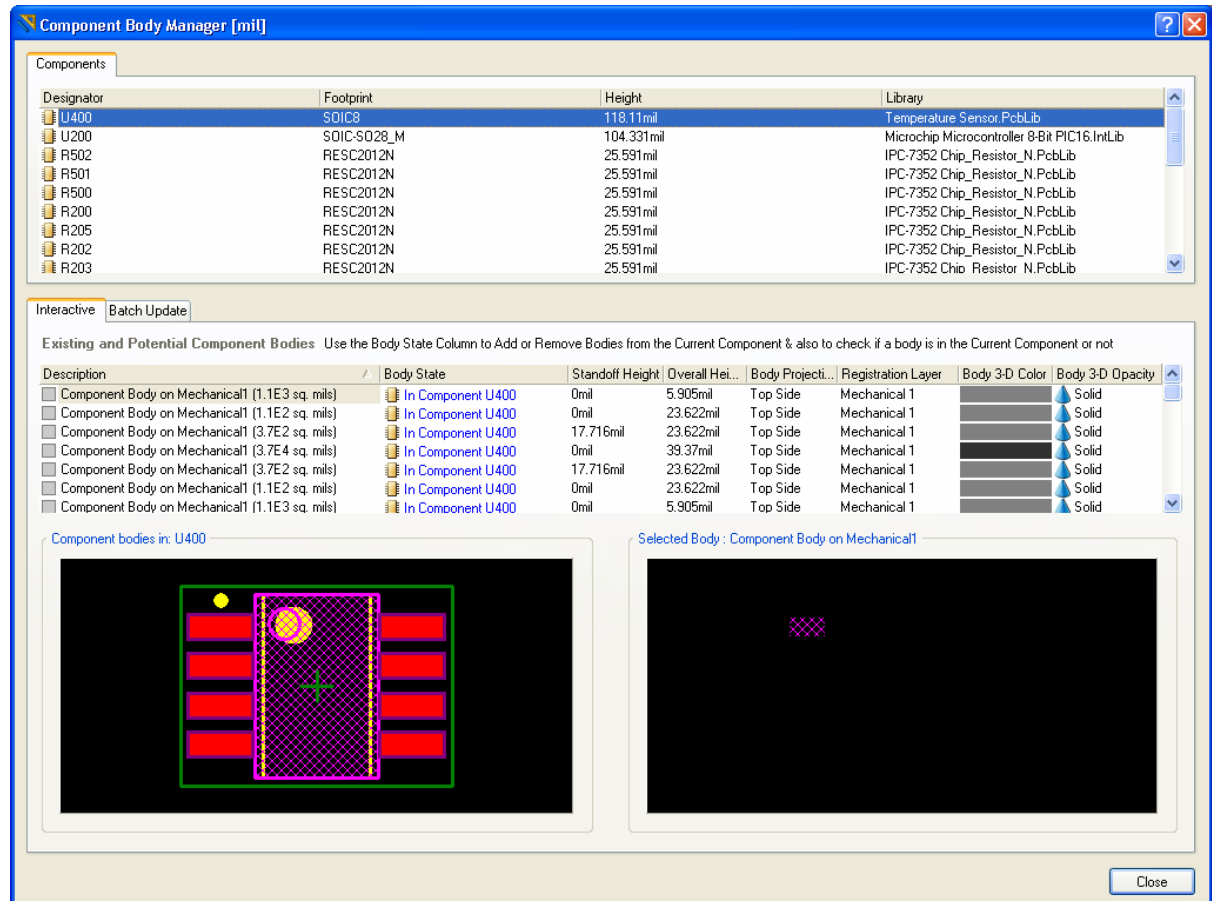 Component Body Manager [mil]
Components
Designator Footprint Height Library
U400 SOIC8 118.11mil Temperature Sensor.PcbLib
U200 SOIC-SO28_M 104.331mil Microchip Microcontroller 8-Bit PIC16.IntLib
R502 RESC2012N 25.591mil IPC-7352 Chip_Resistor_N.PcbLib
R501 RESC2012N 25.591mil IPC-7352 Chip_Resistor_N.PcbLib
R500 RESC2012N 25.591mil IPC-7352 Chip_Resistor_N.PcbLib
R200 RESC2012N 25.591mil IPC-7352 Chip_Resistor_N.PcbLib
R205 RESC2012N 25.591mil IPC-7352 Chip_Resistor_N.PcbLib
R202 RESC2012N 25.591mil IPC-7352 Chip_Resistor_N.PcbLib
R203 RESC2012N 25.591mil IPC-7352 Chip_Resistor_N.PcbLib
Interactive Batch Update
Existing and Potential Component Bodies Use the Body State Column to Add or Remove Bodies from the Current Component & also to check if a body is in the Current Component or not
Description Body State Standoff Height Overall Hei... Body Projecti... Registration Layer Body 3-D Color Body 3-D Opacity
Component Body on Mechanical1 (1.1E3 sq. mils) In Component U400 0mil 5.905mil Top Side Mechanical 1 Solid
Component Body on Mechanical1 (1.1E2 sq. mils) In Component U400 0mil 23.622mil Top Side Mechanical 1 Solid
Component Body on Mechanical1 (3.7E2 sq. mils) In Component U400 17.716mil 23.622mil Top Side Mechanical 1 Solid
Component Body on Mechanical1 (3.7E4 sq. mils) In Component U400 0mil 39.37mil Top Side Mechanical 1 Solid
Component Body on Mechanical1 (3.7E2 sq. mils) In Component U400 17.716mil 23.622mil Top Side Mechanical 1 Solid
Component Body on Mechanical1 (1.1E2 sq. mils) In Component U400 0mil 23.622mil Top Side Mechanical 1 Solid
Component Body on Mechanical1 (1.1E3 sq. mils) In Component U400 0mil 5.905mil Top Side Mechanical 1 Solid
Component bodies in: U400 Selected Body : Component Body on Mechanical1
Close